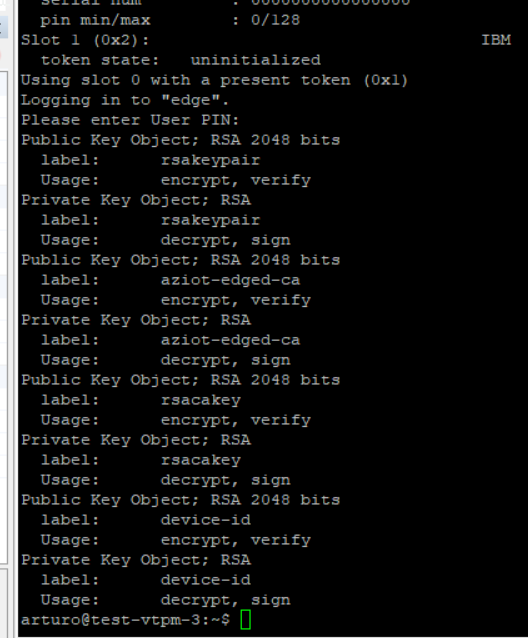 serial num         : 0000000000000000
  pin min/max        : 0/128
Slot 1 (0x2):                                 IBM
  token state:   uninitialized
Using slot 0 with a present token (0x1)
Logging in to "edge".
Please enter User PIN:
Public Key Object; RSA 2048 bits
  label:      rsakeypair
  Usage:      encrypt, verify
Private Key Object; RSA
  label:      rsakeypair
  Usage:      decrypt, sign
Public Key Object; RSA 2048 bits
  label:      aziot-edged-ca
  Usage:      encrypt, verify
Private Key Object; RSA
  label:      aziot-edged-ca
  Usage:      decrypt, sign
Public Key Object; RSA 2048 bits
  label:      rsacakey
  Usage:      encrypt, verify
Private Key Object; RSA
  label:      rsacakey
  Usage:      decrypt, sign
Public Key Object; RSA 2048 bits
  label:      device-id
  Usage:      encrypt, verify
Private Key Object; RSA
  label:      device-id
  Usage:      decrypt, sign
arturo@test-vtpm-3:~$